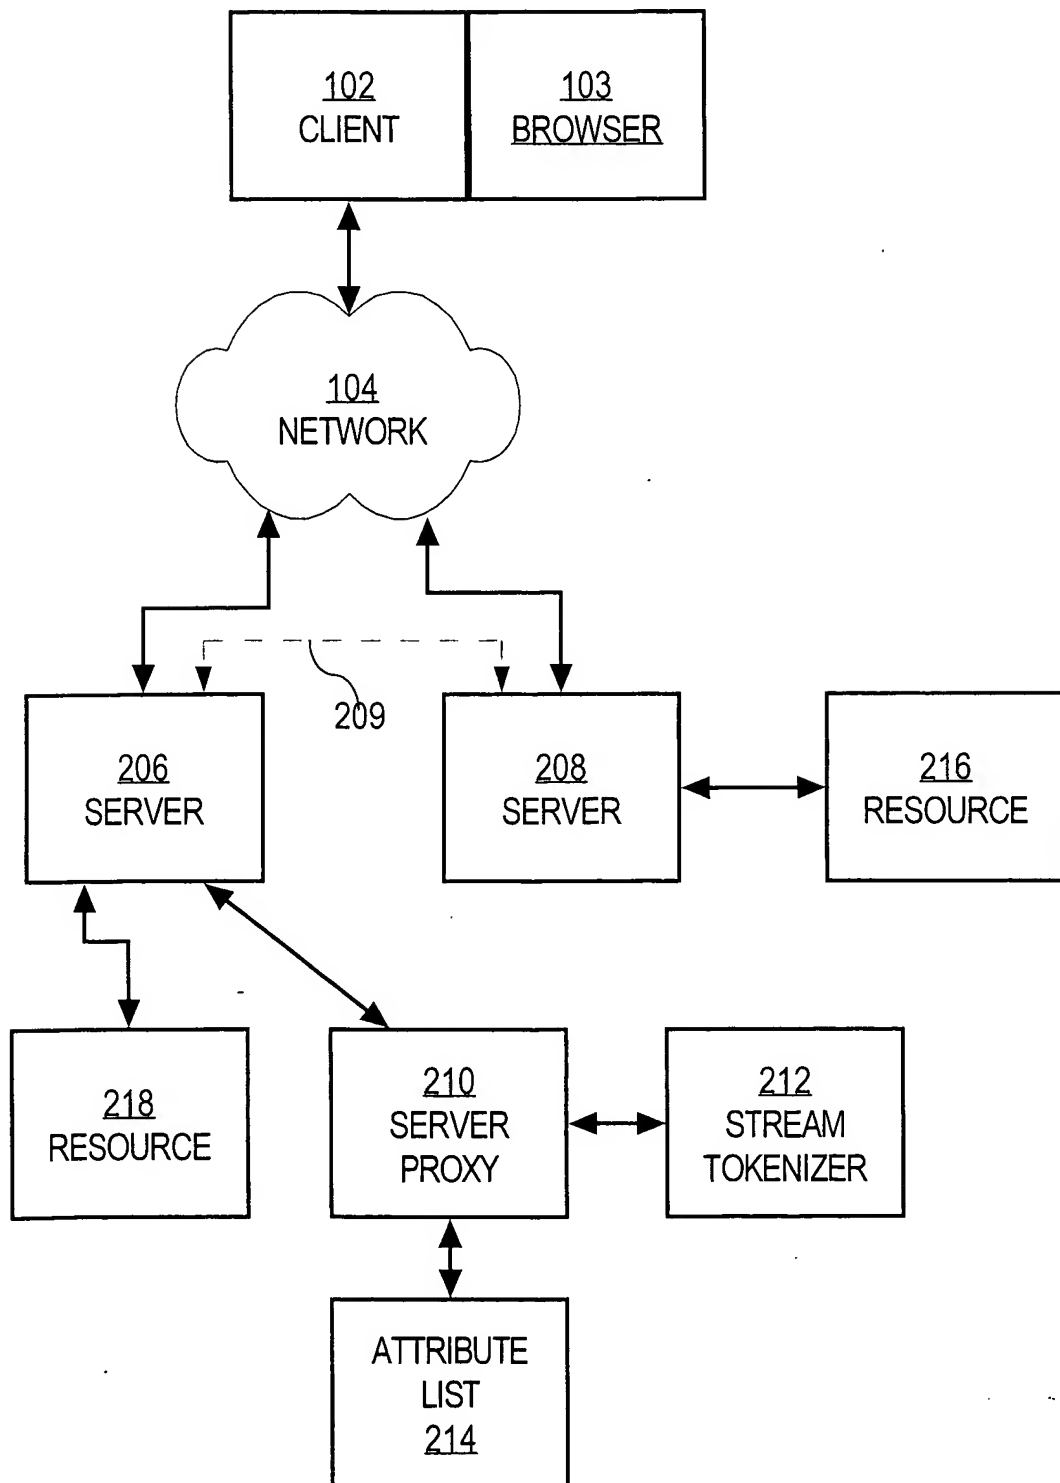 102
CLIENT
103
BROWSER
104
NETWORK
209
206
SERVER
208
SERVER
216
RESOURCE
218
RESOURCE
210
SERVER
PROXY
212
STREAM
TOKENIZER
ATTRIBUTE
LIST
214